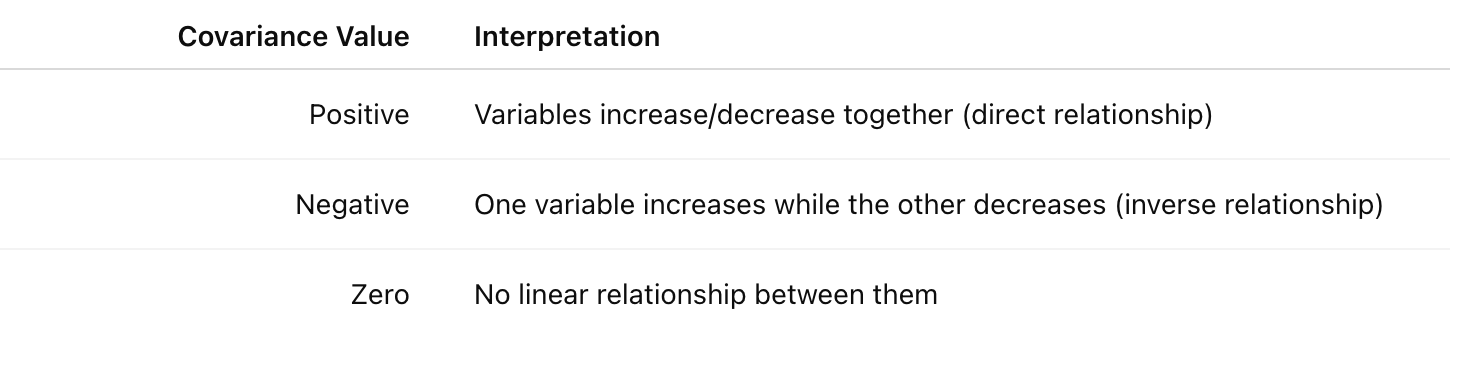 Covariance Value Interpretation
Positive Variables increase/decrease together (direct relationship)
Negative One variable increases while the other decreases (inverse relationship)
Zero No linear relationship between them